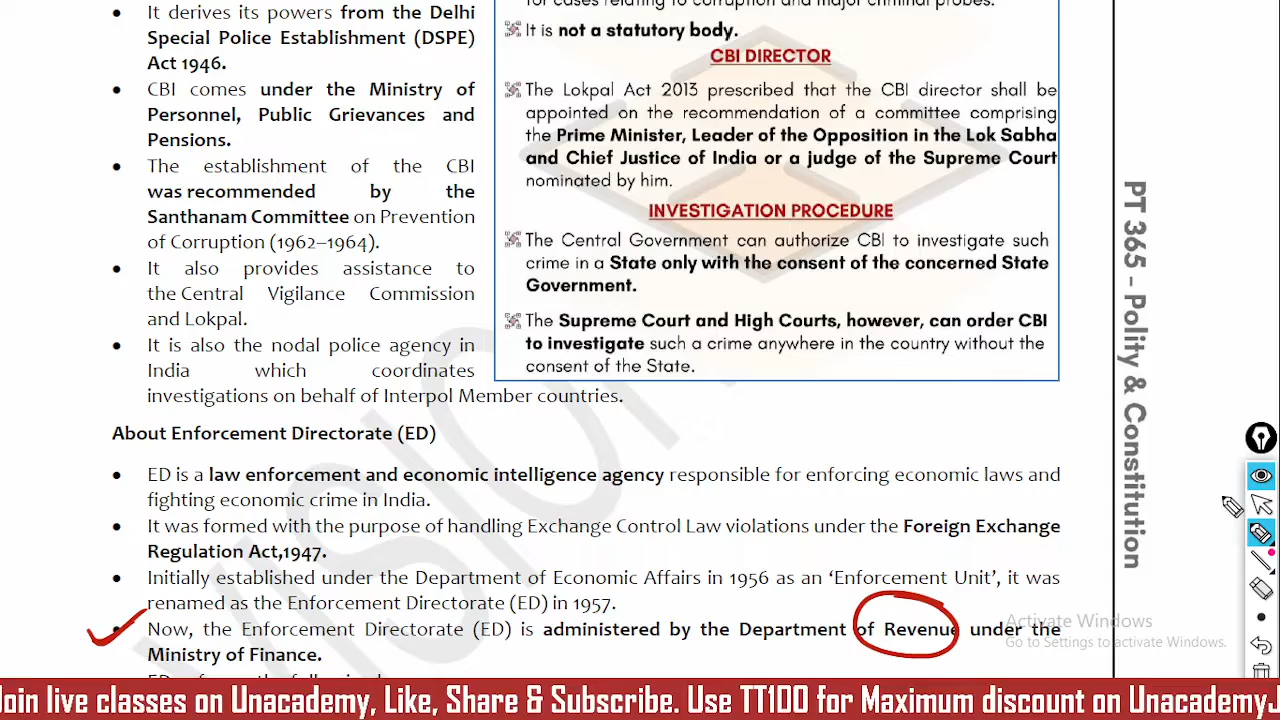 It derives its powers from the Delhi
Special Police Establishment (DSPE)
Act 1946.
CBI comes under the Ministry of
Personnel, Public Grievances and
Pensions.
The establishment of the CBI
was recommended by the
Santhanam Committee on Prevention
of Corruption (1962–1964).
It also provides assistance to
the Central Vigilance Commission
and Lokpal.
It is also the nodal police agency in
India which coordinates
investigations on behalf of Interpol Member countries.
for cases relating to corruption and major criminal probes.
It is not a statutory body.
CBI DIRECTOR
The Lokpal Act 2013 prescribed that the CBI director shall be
appointed on the recommendation of a committee comprising
the Prime Minister, Leader of the Opposition in the Lok Sabha
and Chief Justice of India or a judge of the Supreme Court
nominated by him.
INVESTIGATION PROCEDURE
The Central Government can authorize CBI to investigate such
crime in a State only with the consent of the concerned State
Government.
The Supreme Court and High Courts, however, can order CBI
to investigate such a crime anywhere in the country without the
consent of the State.
About Enforcement Directorate (ED)
ED is a law enforcement and economic intelligence agency responsible for enforcing economic laws and
fighting economic crime in India.
It was formed with the purpose of handling Exchange Control Law violations under the Foreign Exchange
Regulation Act,1947.
Initially established under the Department of Economic Affairs in 1956 as an ‘Enforcement Unit’, it was
renamed as the Enforcement Directorate (ED) in 1957.
Now, the Enforcement Directorate (ED) is administered by the Department of Revenue under the
Ministry of Finance.
PT 365 - Polity & Constitution
VISION
Activate Windows
Go to Settings to activate Windows.
Join live classes on Unacademy, Like, Share & Subscribe. Use TT100 for Maximum discount on Unacademy